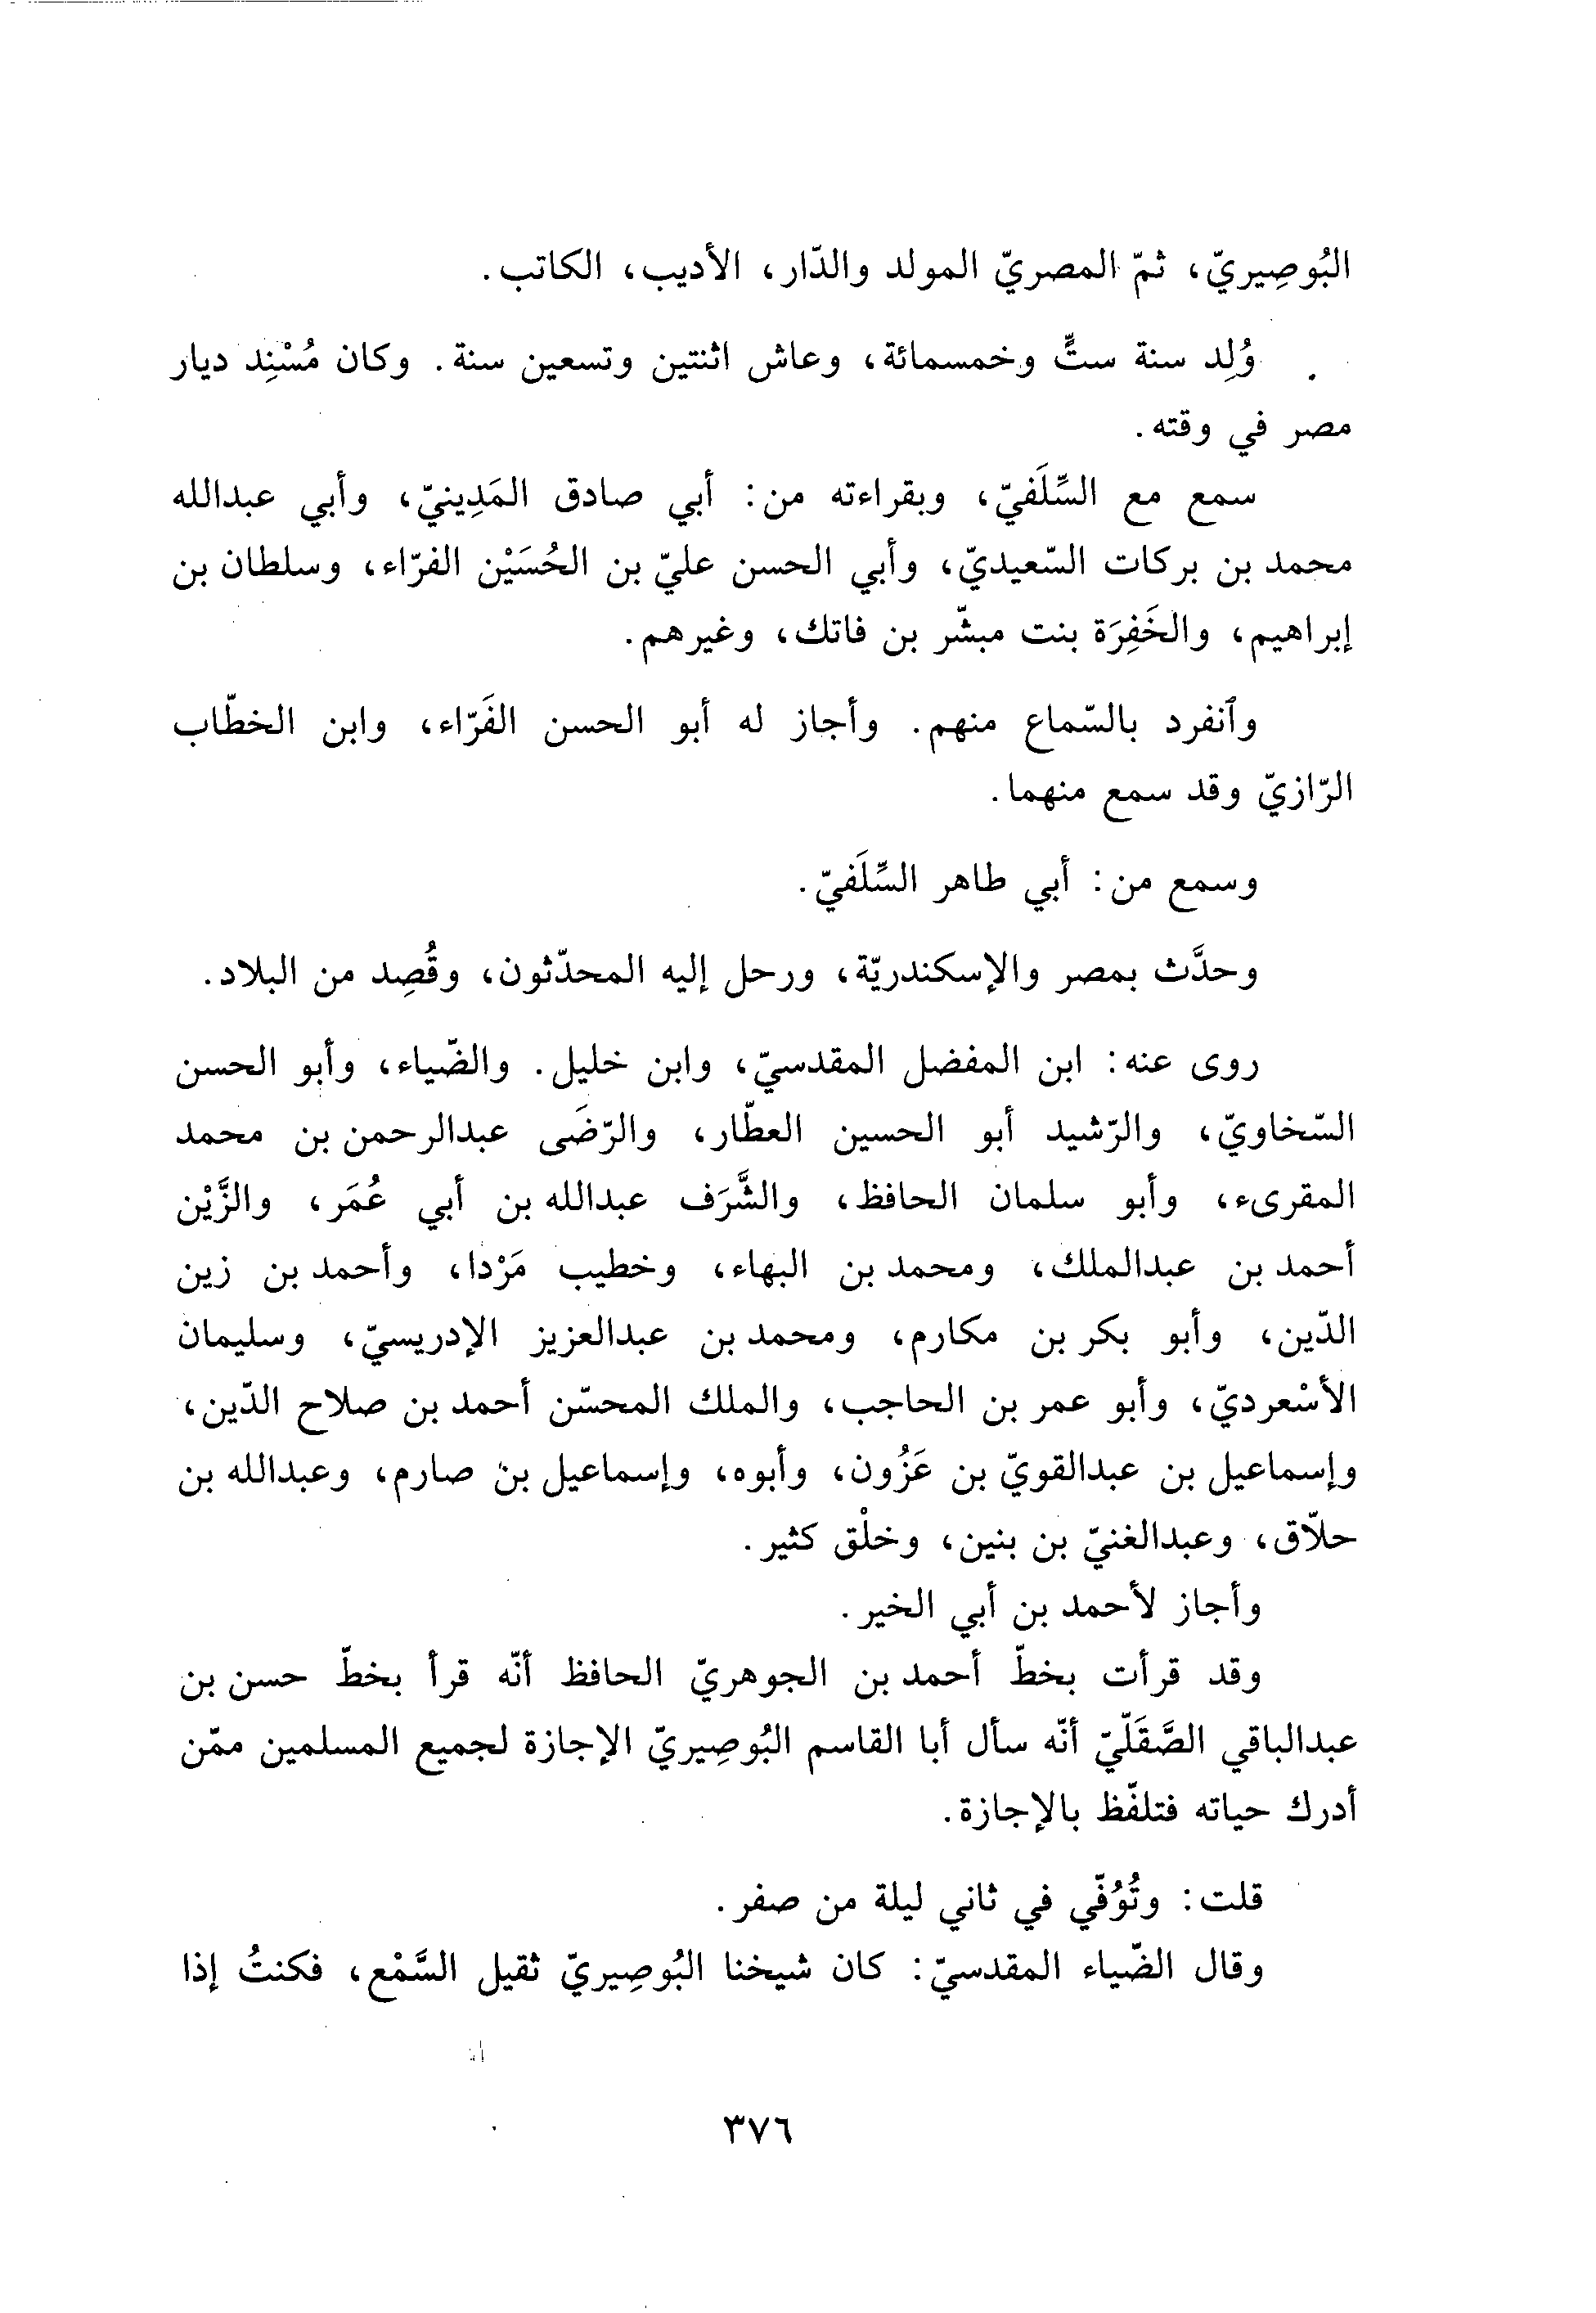 البُوصِيريّ، ثمّ المصريّ المولد والدّار، الأديب، الكاتب.
وُلِد سنة ستٍّ وخمسمائة، وعاش اثنتين وتسعين سنة. وكان مُسْنِد ديار
مصر في وقته.
سمع مع السِّلَفيّ، وبقراءته من: أبي صادق المَدِينيّ، وأبي عبدالله
محمد بن بركات السّعيديّ، وأبي الحسن عليّ بن الحُسَيْن الفرّاء، وسلطان بن
إبراهيم، والخَفِرَة بنت مبشّر بن فاتك، وغيرهم.
وآنفرد بالسّماع منهم. وأجاز له أبو الحسن الفَرّاء، وابن الخطّاب
الرّازيّ وقد سمع منهما.
وسمع من: أبي طاهر السِّلَفيّ.
وحدَّث بمصر والإسكندريّة، ورحل إليه المحدّثون، وقُصِد من البلاد.
روى عنه: ابن المفضل المقدسيّ، وابن خليل. والضّياء، وأبو الحسن
السّخاويّ، والرّشيد أبو الحسين العطّار، والرّضَى عبدالرحمن بن محمد
المقرىء، وأبو سلمان الحافظ، والشَّرَف عبدالله بن أبي عُمَر، والزَّيْن
أحمد بن عبدالملك، ومحمد بن البهاء، وخطيب مَرْدا، وأحمد بن زين
الدّين، وأبو بكر بن مكارم، ومحمد بن عبدالعزيز الإدريسيّ، وسليمان
الأسْعرديّ، وأبو عمر بن الحاجب، والملك المحسّن أحمد بن صلاح الدّين،
وإسماعيل بن عبدالقويّ بن عَزُون، وأبوه، وإسماعيل بن صارم، وعبدالله بن
حلاّق، وعبدالغنيّ بن بنين، وخلْق كثير.
وأجاز لأحمد بن أبي الخير.
وقد قرأت بخطّ أحمد بن الجوهريّ الحافظ أنّه قرأ بخطّ حسن بن
عبدالباقي الصَّقَلّيّ أنّه سأل أبا القاسم البُوصِيريّ الإجازة لجميع المسلمين ممّن
أدرك حياته فتلفّظ بالإجازة.
قلت: وتُوُفّي في ثاني ليلة من صفر.
وقال الضّياء المقدسيّ: كان شيخنا البُوصِيريّ ثقيل السَّمْع، فكنتُ إذا
٣٧٦